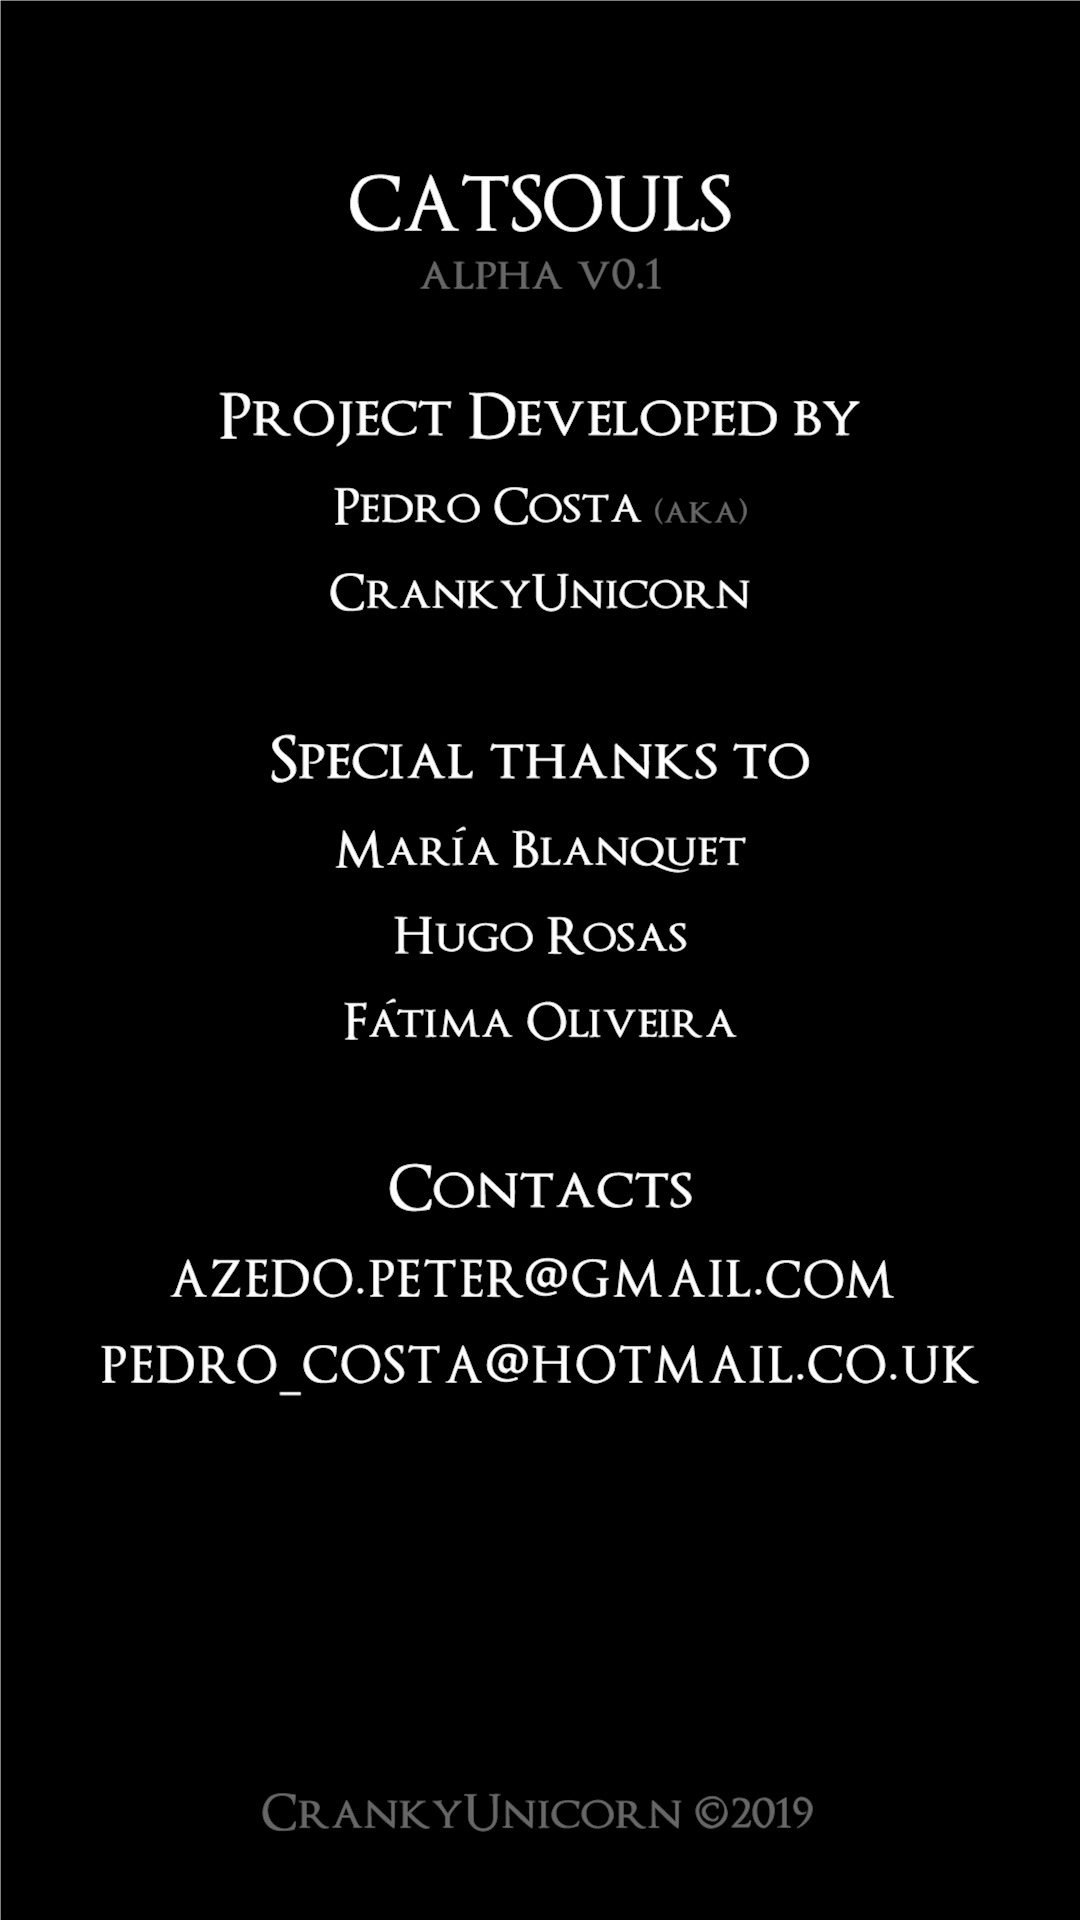 CATSOULS
ALPHA V0.1
PROJECT DEVELOPED BY
PEDRO COSTA (AKA)
CRANKYUNICORN
SPECIAL THANKS TO
MARÍA BLANQUET
HUGO ROSAS
FÁTIMA OLIVEIRA
CONTACTS
AZEDO.PETER@GMAIL.COM
PEDRO_COSTA@HOTMAIL.CO.UK
CRANKYUNICORN ©2019